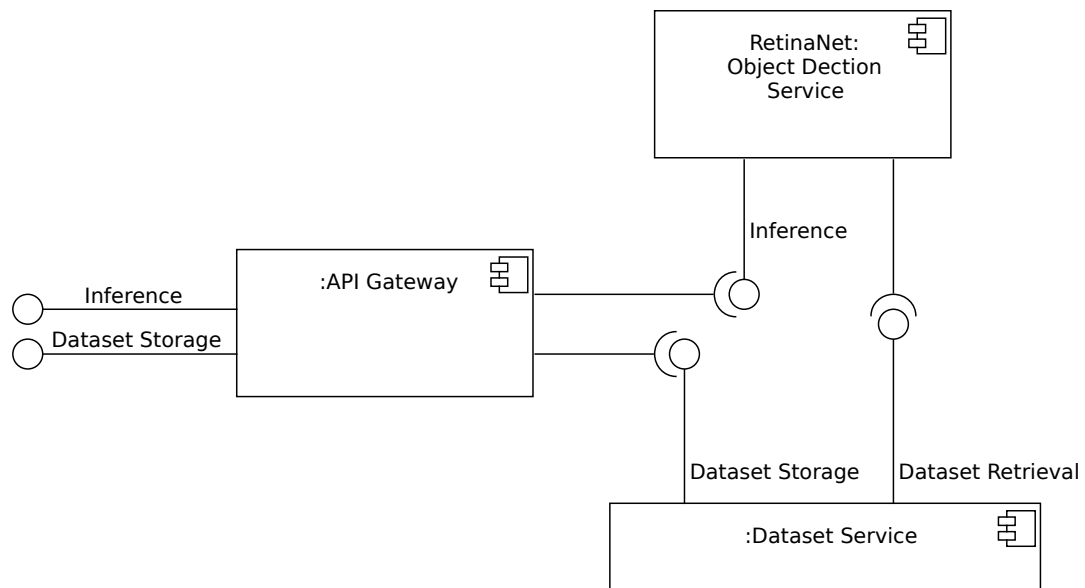 RetinaNet:
Object Dection
Service
Inference
:API Gateway
Inference
Dataset Storage
Dataset Storage
Dataset Retrieval
:Dataset Service